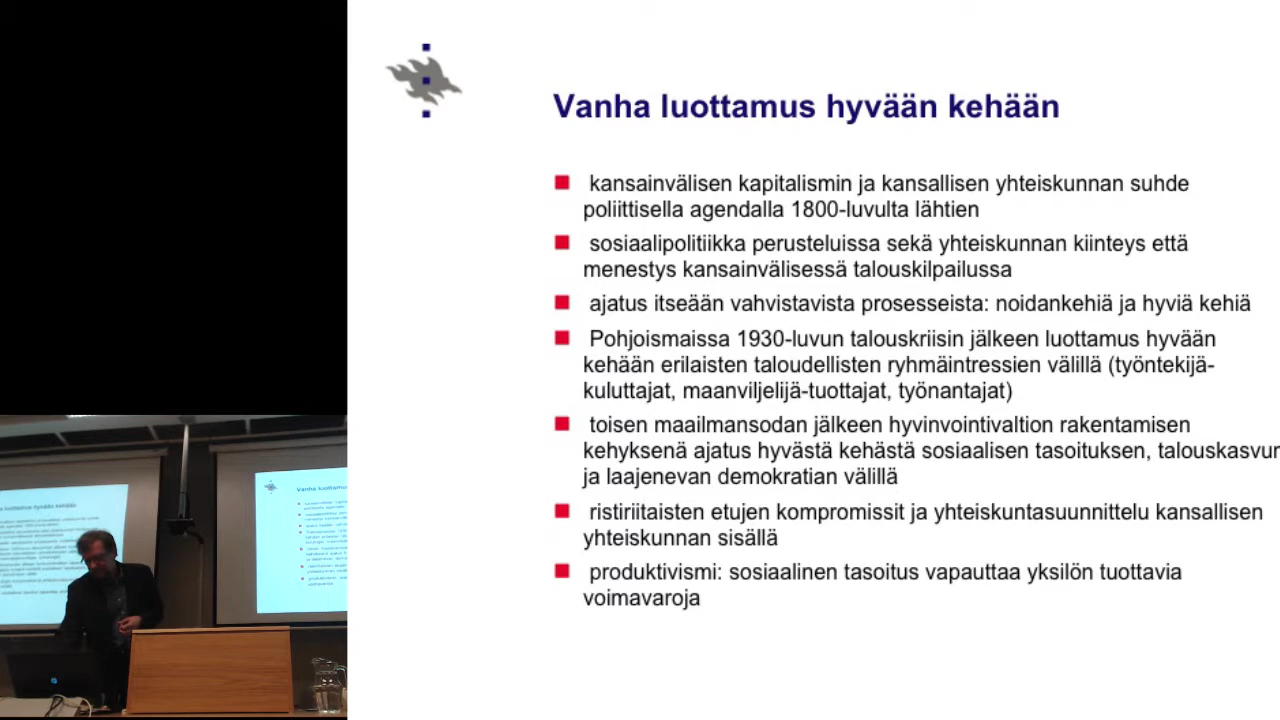 Vanha luottamus hyvään kehään
kansainvälisen kapitalismin ja kansallisen yhteiskunnan suhde
poliittisella agendalla 1800-luvulta lähtien
sosiaalipolitiikka perusteluissa sekä yhteiskunnan kiinteys että
menestys kansainvälisessä talouskilpailussa
ajatus itseään vahvistavista prosesseista: noidankehiä ja hyviä kehiä
Pohjoismaissa 1930-luvun talouskriisin jälkeen luottamus hyvään
kehään erilaisten taloudellisten ryhmäintressien välillä (työntekijä-
kuluttajat, maanviljelijä-tuottajat, työnantajat)
toisen maailmansodan jälkeen hyvinvointivaltion rakentamisen
kehyksenä ajatus hyvästä kehästä sosiaalisen tasoituksen, talouskasvun
ja laajenevan demokratian välillä
ristiriitaisten etujen kompromissit ja yhteiskuntasuunnittelu kansallisen
yhteiskunnan sisällä
produktivismi: sosiaalinen tasoitus vapauttaa yksilön tuottavia
voimavaroja
Vanha luottamus